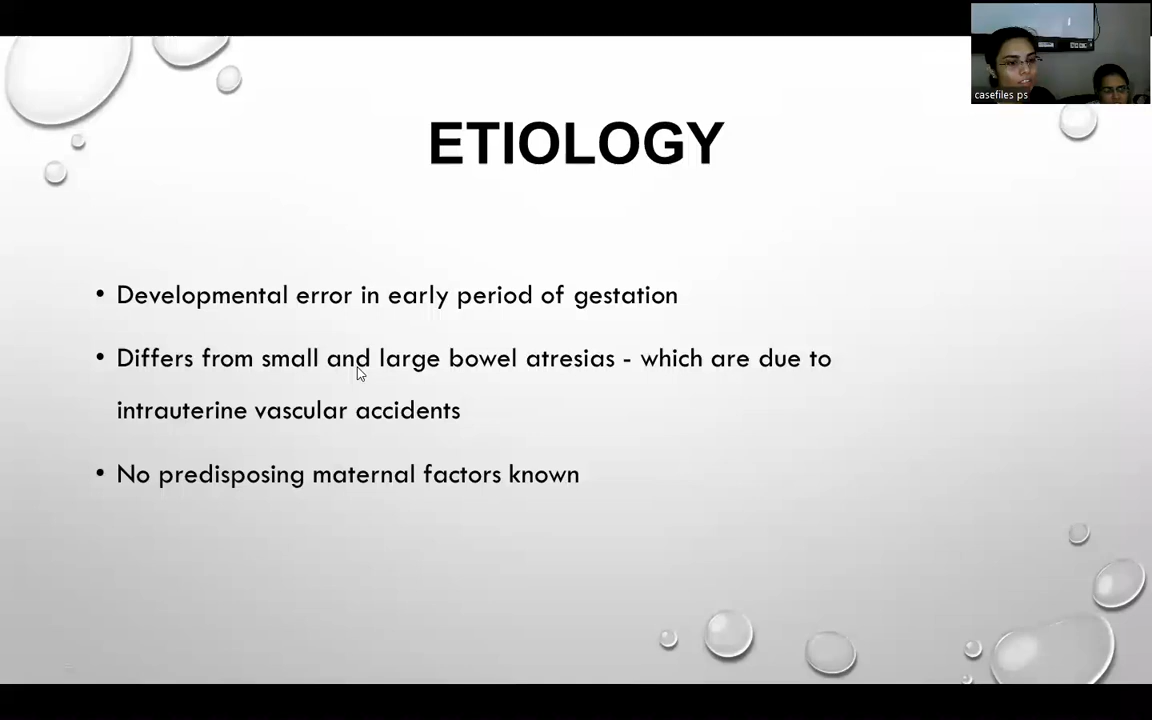 casefiles ps
ETIOLOGY
• Developmental error in early period of gestation
• Differs from small and large bowel atresias - which are due to
intrauterine vascular accidents
• No predisposing maternal factors known